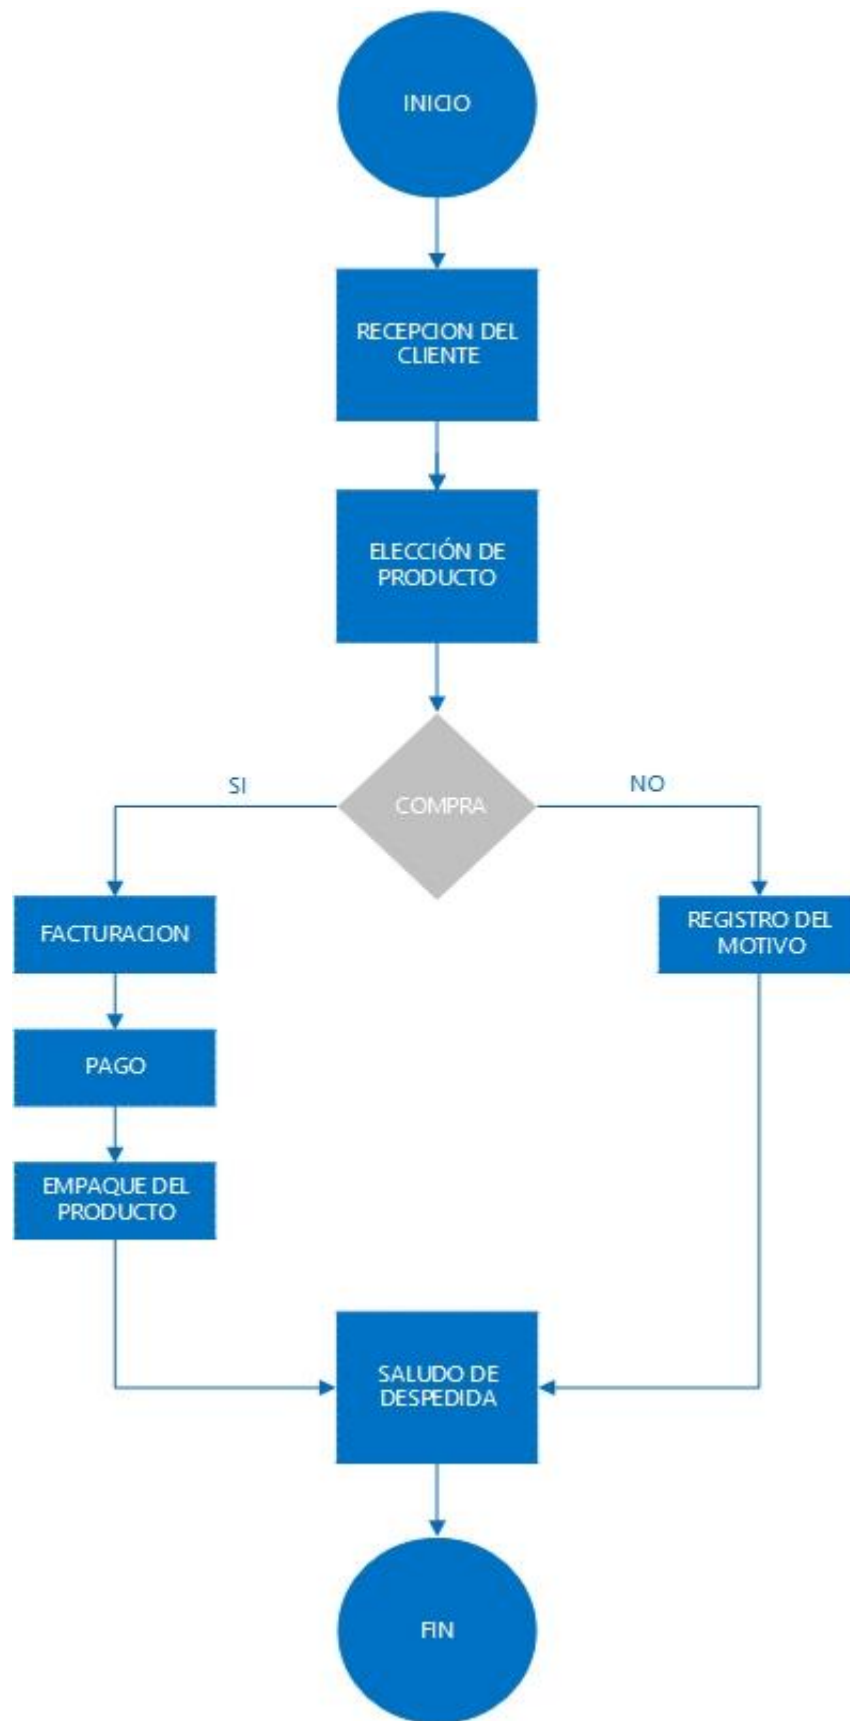 INICIO
RECEPCION DEL
CLIENTE
ELECCIÓN DE
PRODUCTO
SI
COMPRA
NO
FACTURACION
REGISTRO DEL
MOTIVO
PAGO
EMPAQUE DEL
PRODUCTO
SALUDO DE
DESPEDIDA
FIN